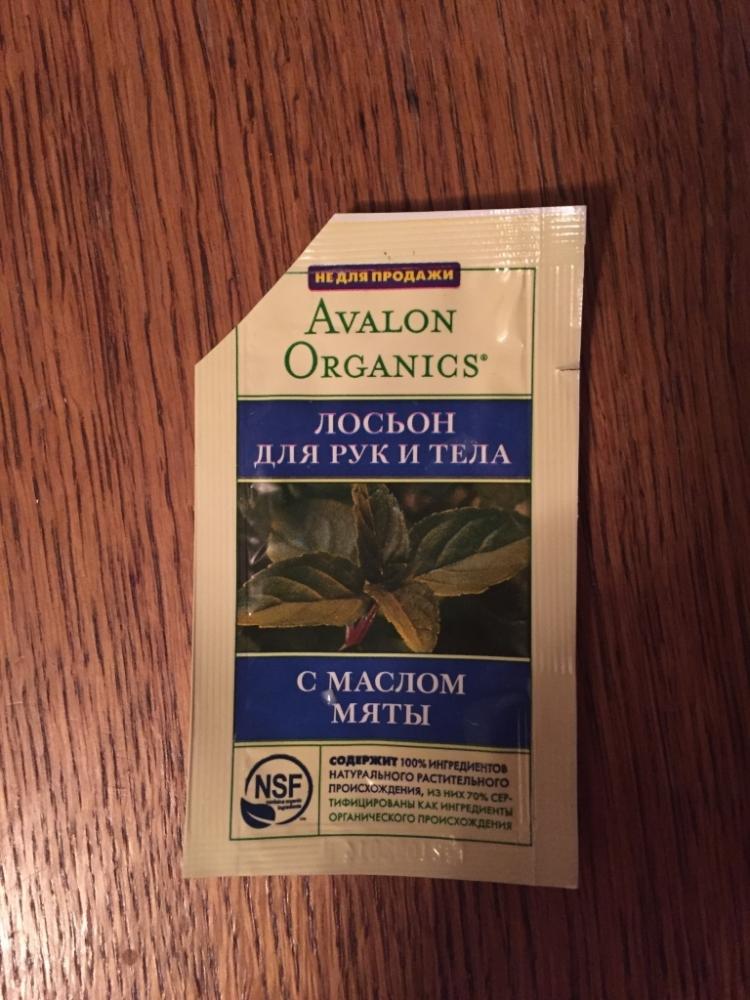 НЕ ДЛЯ ПРОДАЖИ
AVALON
ORGANICS®
ЛОСЬОН
ДЛЯ РУК И ТЕЛА
С МАСЛОМ
МЯТЫ
NSF
СОДЕРЖИТ 100% ИНГРЕДИЕНТОВ
НАТУРАЛЬНОГО РАСТИТЕЛЬНОГО
ПРОИСХОЖДЕНИЯ, ИЗ НИХ 70% СЕР-
ТИФИЦИРОВАНЫ КАК ИНГРЕДИЕНТЫ
ОРГАНИЧЕСКОГО ПРОИСХОЖДЕНИЯ